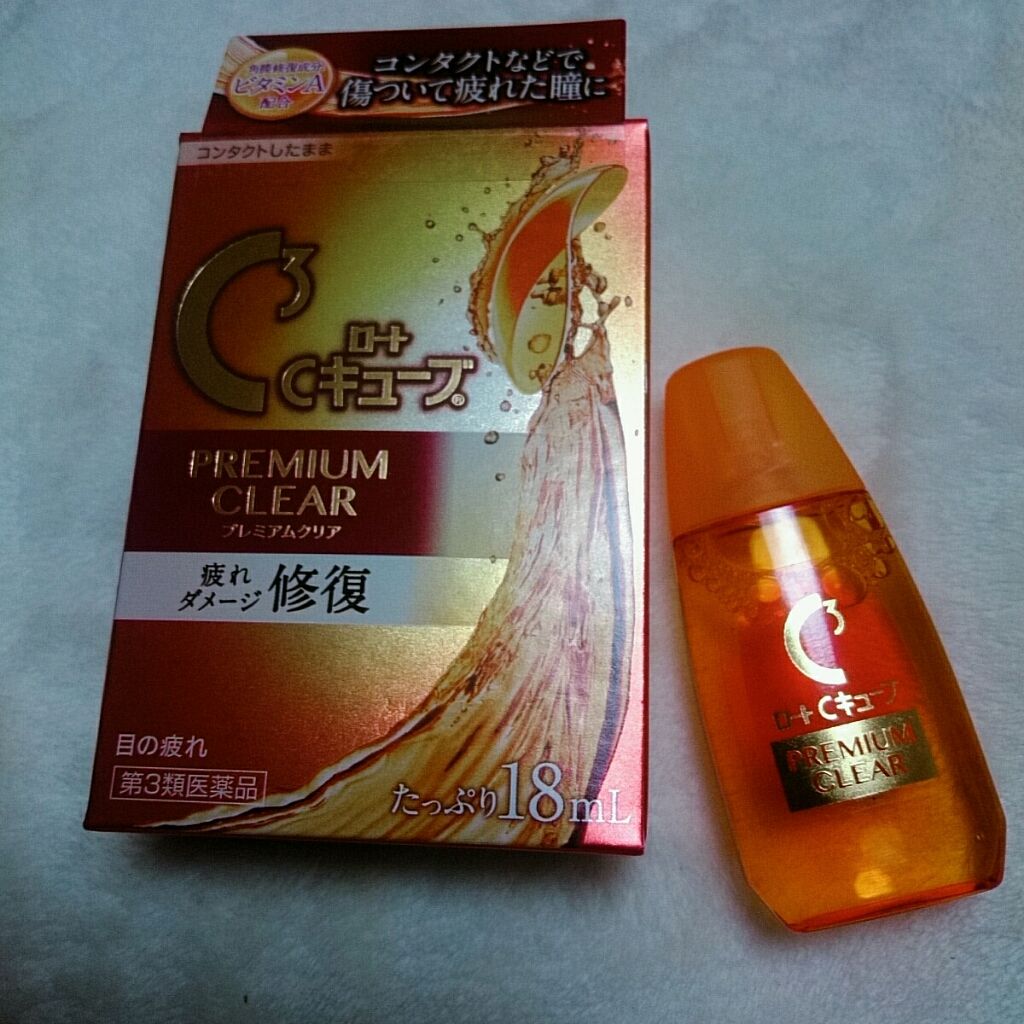 角膜修復成分
ビタミンA
配合
コンタクトなどで
傷ついて疲れた瞳に
コンタクトしたまま
C3
ロート
Cキューブ®
PREMIUM
CLEAR
プレミアムクリア
疲れ
ダメージ修復
目の疲れ
第3類医薬品
たっぷり18mL
C3
ロート Cキューブ
PREMIUM
CLEAR